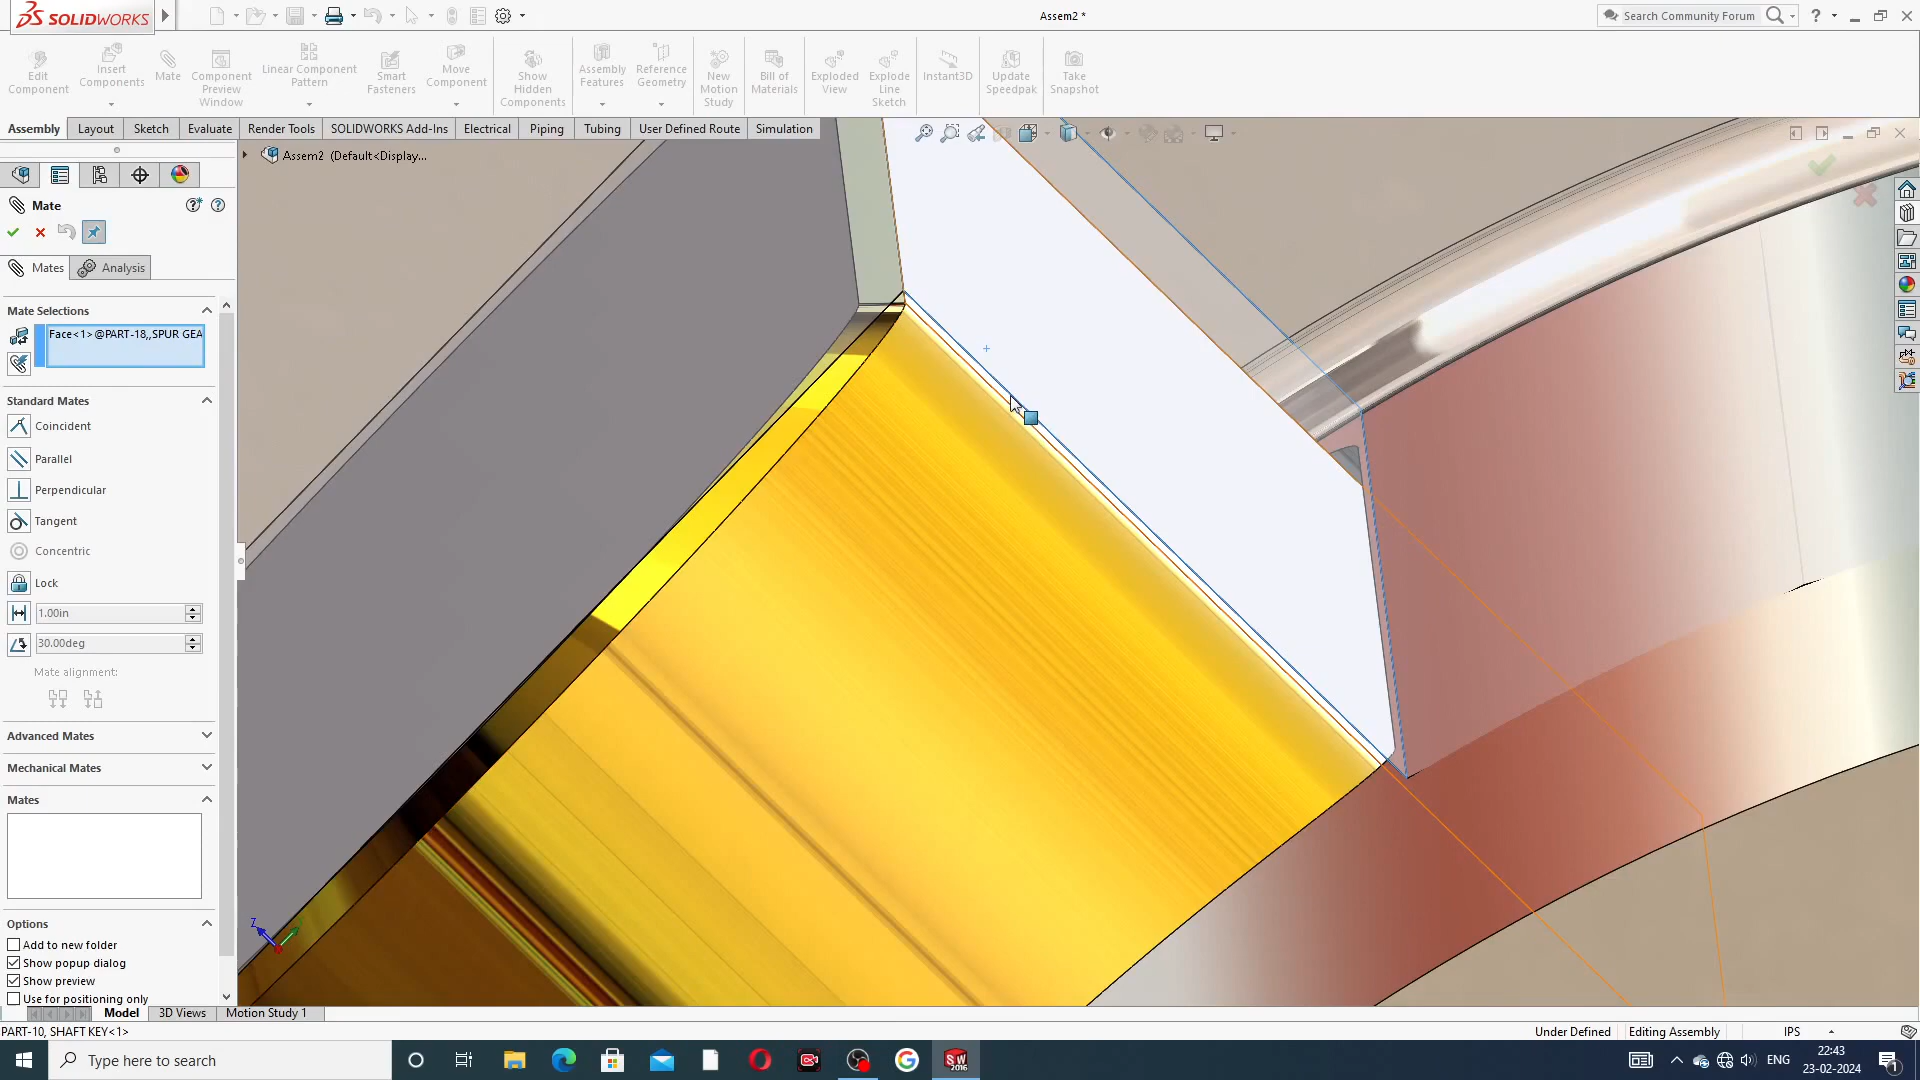 SOLIDWORKS
Assem2 *
Search Community Forum
Edit Component
Insert Components
Mate
Component Preview Window
Linear Component Pattern
Smart Fasteners
Move Component
Show Hidden Components
Assembly Features
Reference Geometry
New Motion Study
Bill of Materials
Exploded View
Explode Line Sketch
Instant3D
Update Speedpak
Take Snapshot
Assembly
Layout
Sketch
Evaluate
Render Tools
SOLIDWORKS Add-Ins
Electrical
Piping
Tubing
User Defined Route
Simulation
Assem2 (Default<Display...
Mate
Mates
Analysis
Mate Selections
Face<1>@PART-18,,SPUR GEA
Standard Mates
Coincident
Parallel
Perpendicular
Tangent
Concentric
Lock
1.00in
30.00deg
Mate alignment:
Advanced Mates
Mechanical Mates
Mates
Options
Add to new folder
Show popup dialog
Show preview
Use for positioning only
Z
Model
3D Views
Motion Study 1
PART-10, SHAFT KEY<1>
Under Defined
Editing Assembly
IPS
Type here to search
SW
2016
ENG
22:43
23-02-2024
1